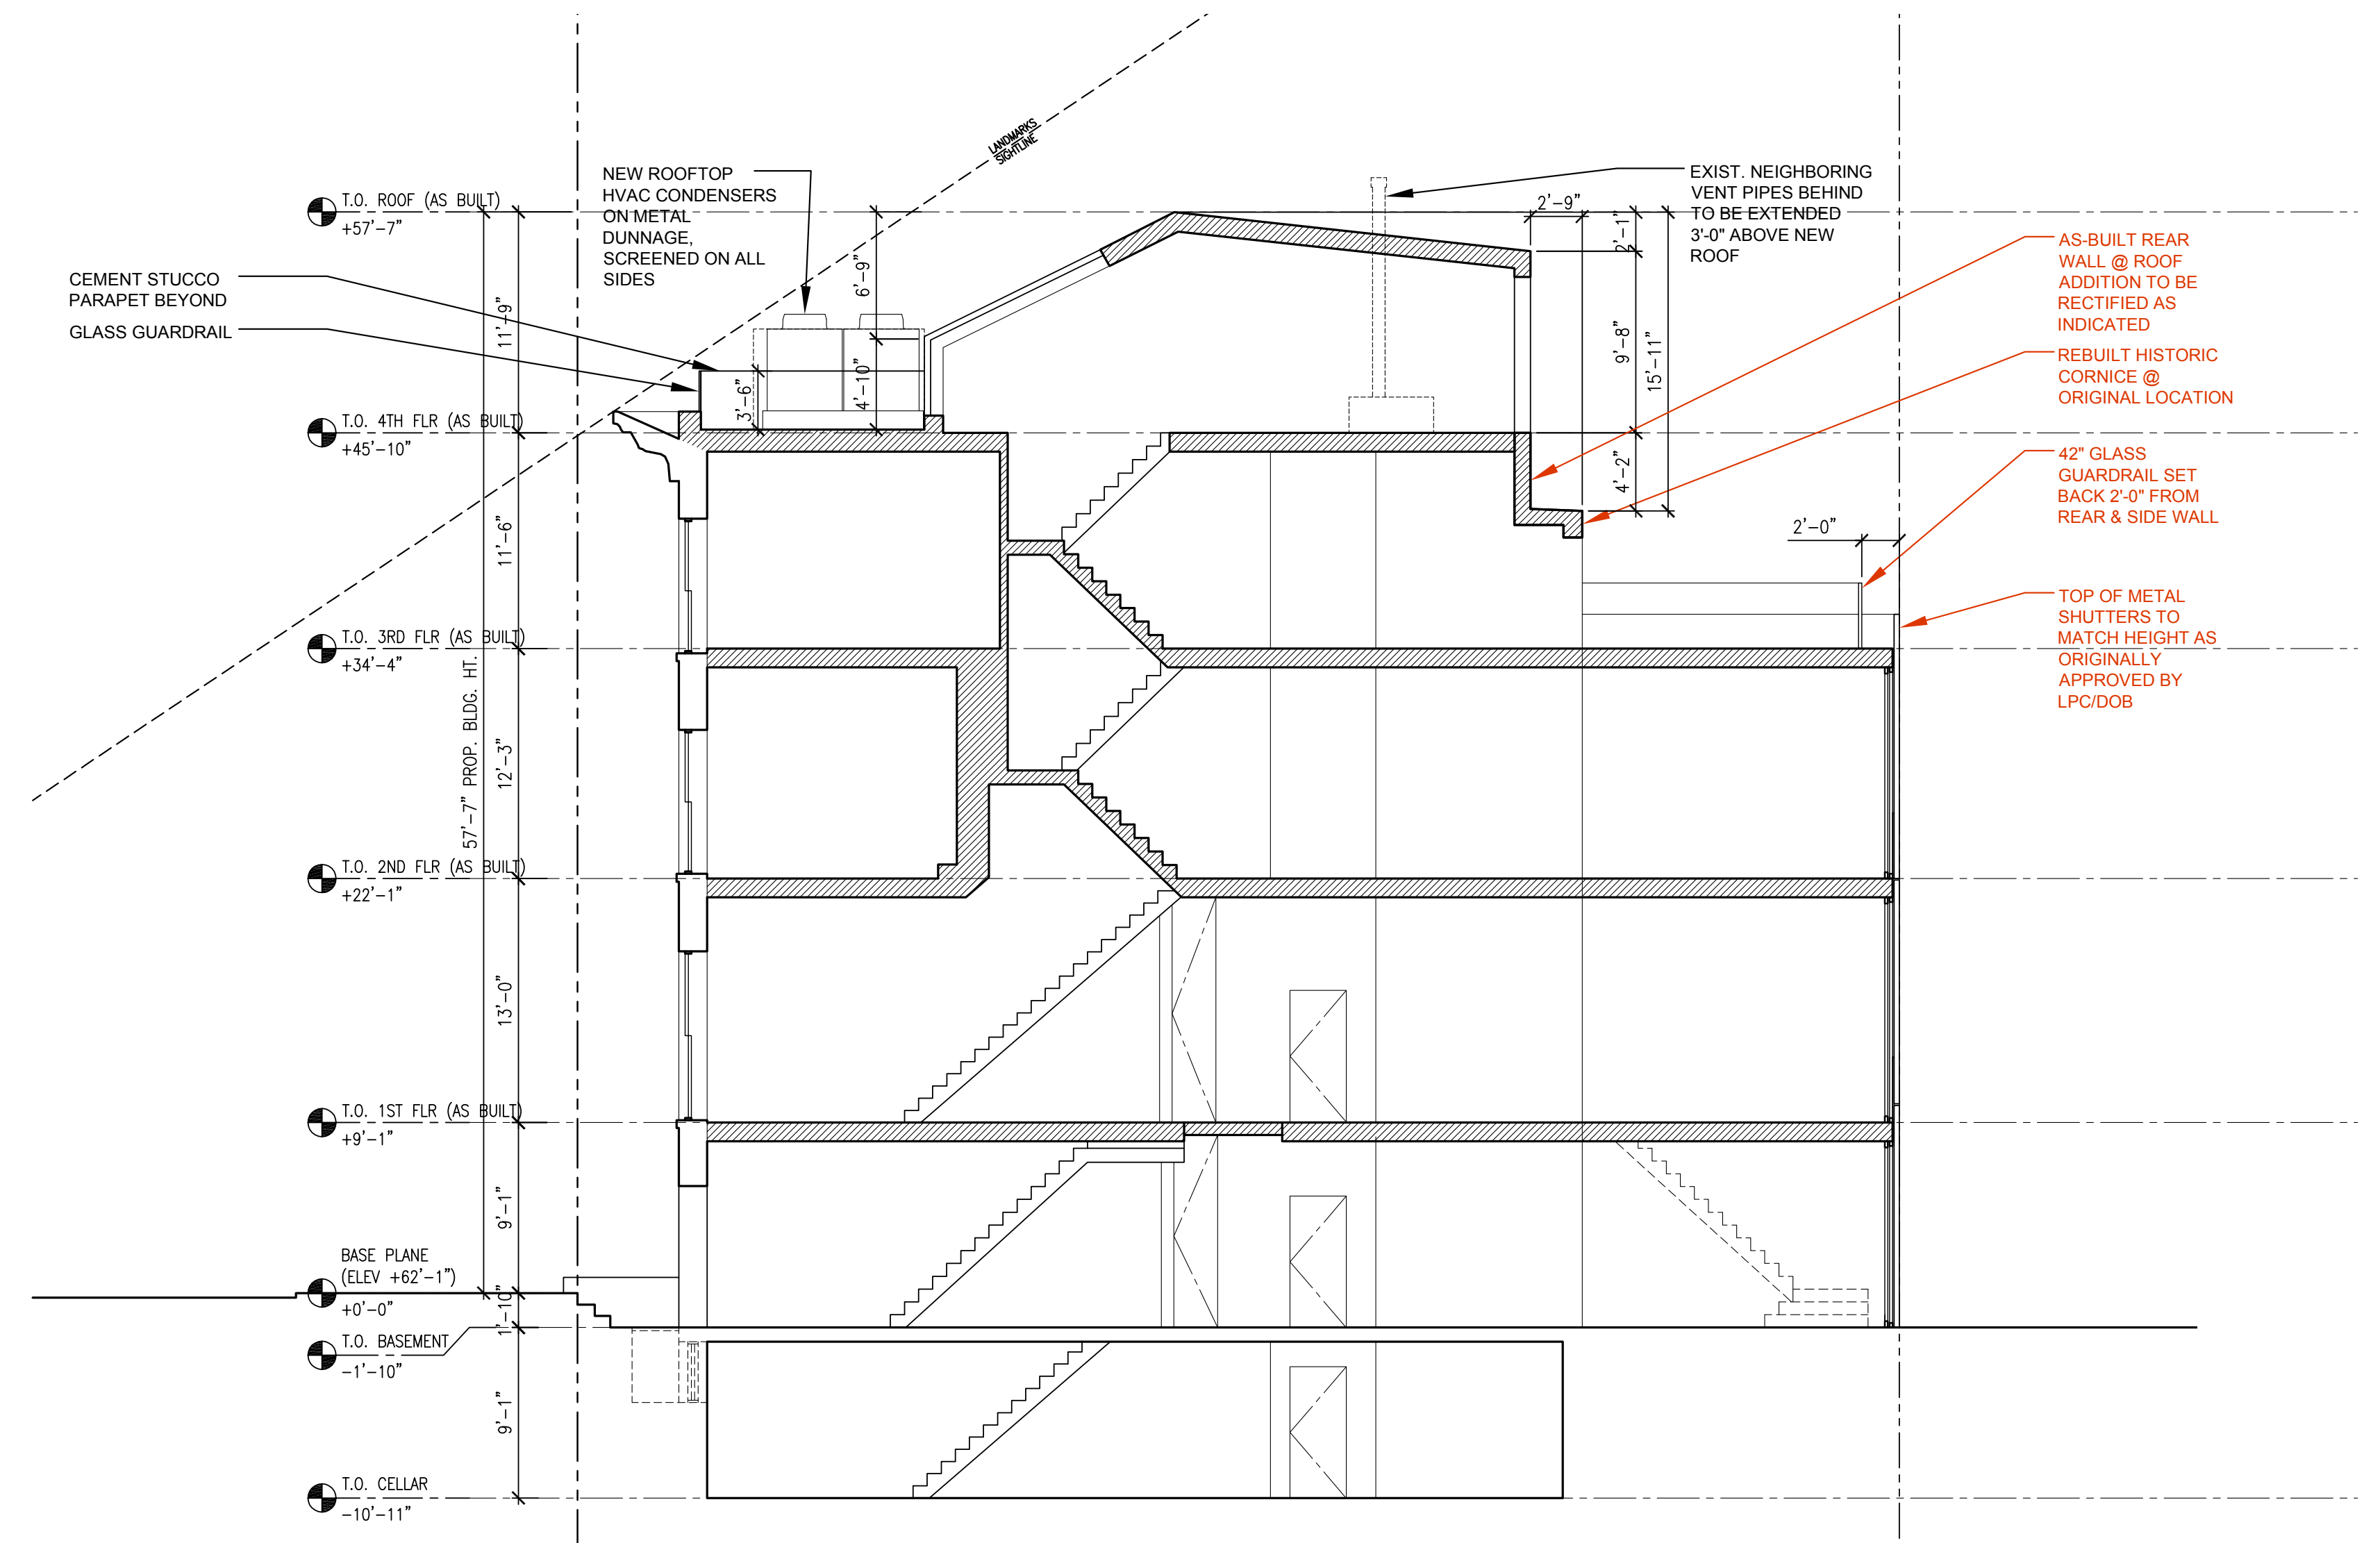 LANDMARKS
SIGHTLINE
NEW ROOFTOP
HVAC CONDENSERS
ON METAL
DUNNAGE,
SCREENED ON ALL
SIDES
EXIST. NEIGHBORING
VENT PIPES BEHIND
TO BE EXTENDED
3'-0" ABOVE NEW
ROOF
T.O. ROOF (AS BUILT)
+57'-7"
CEMENT STUCCO
PARAPET BEYOND
GLASS GUARDRAIL
2'-9"
2'-1"
6'-9"
11'-9"
9'-8"
15'-11"
3'-6"
4'-10"
AS-BUILT REAR
WALL @ ROOF
ADDITION TO BE
RECTIFIED AS
INDICATED
REBUILT HISTORIC
CORNICE @
ORIGINAL LOCATION
T.O. 4TH FLR (AS BUILT)
+45'-10"
4'-2"
42" GLASS
GUARDRAIL SET
BACK 2'-0" FROM
REAR & SIDE WALL
11'-6"
2'-0"
TOP OF METAL
SHUTTERS TO
MATCH HEIGHT AS
ORIGINALLY
APPROVED BY
LPC/DOB
T.O. 3RD FLR (AS BUILT)
+34'-4"
57'-7" PROP. BLDG. HT.
12'-3"
T.O. 2ND FLR (AS BUILT)
+22'-1"
13'-0"
T.O. 1ST FLR (AS BUILT)
+9'-1"
9'-1"
BASE PLANE
(ELEV +62'-1")
+0'-0"
1'-10"
T.O. BASEMENT
-1'-10"
9'-1"
T.O. CELLAR
-10'-11"